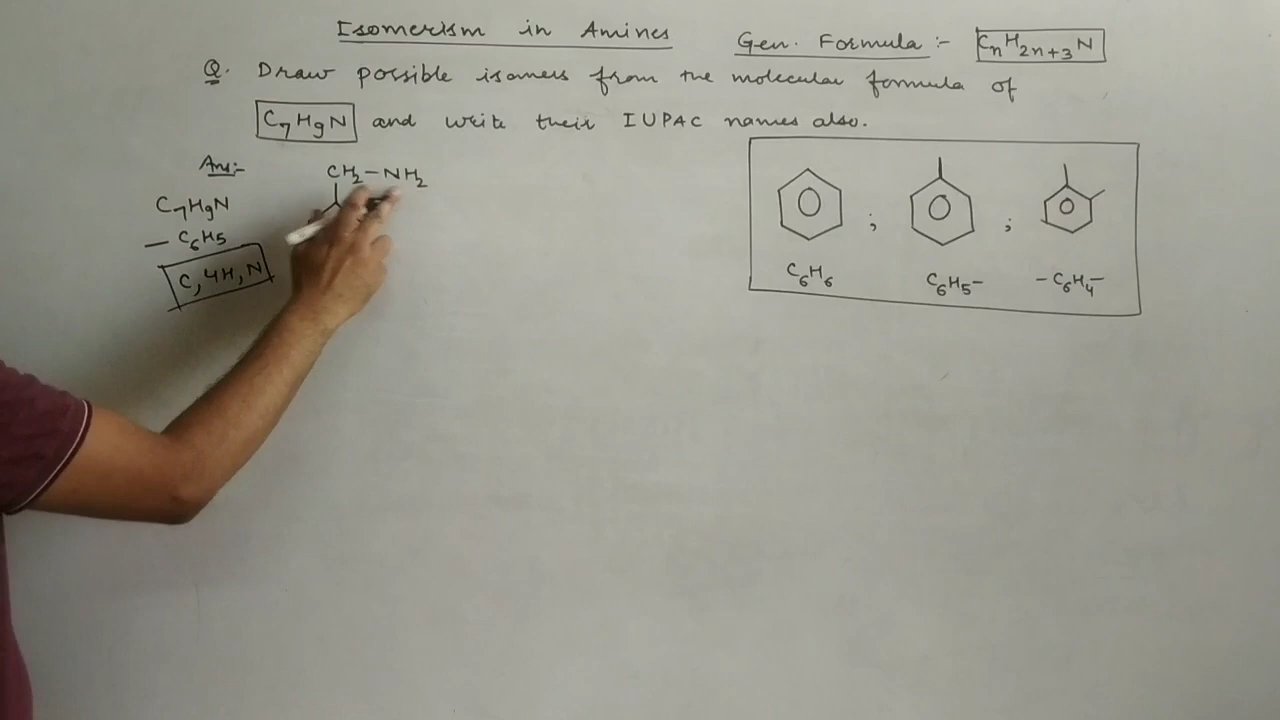 Isomerism in Amines Gen. Formula :- CnH2n+3N
Q. Draw possible isomers from the molecular formula of
C7H9N and write their IUPAC names also.
Ans:-
CH2-NH2
C7H9N
- C6H5
C, 4H, N
; ;
C6H6 C6H5- -C6H4-